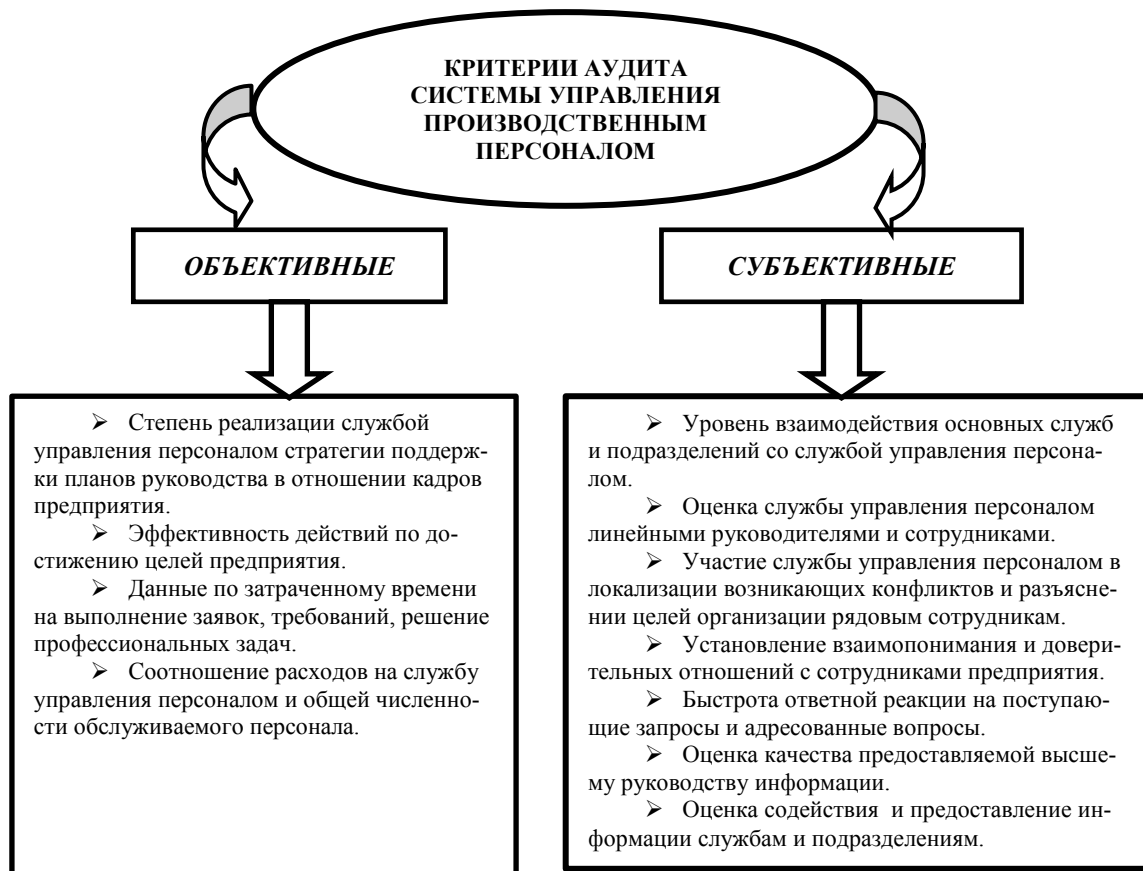 КРИТЕРИИ АУДИТА
СИСТЕМЫ УПРАВЛЕНИЯ
ПРОИЗВОДСТВЕННЫМ
ПЕРСОНАЛОМ
ОБЪЕКТИВНЫЕ
СУБЪЕКТИВНЫЕ
➢ Степень реализации службой
управления персоналом стратегии поддерж-
ки планов руководства в отношении кадров
предприятия.
➢ Эффективность действий по до-
стижению целей предприятия.
➢ Данные по затраченному времени
на выполнение заявок, требований, решение
профессиональных задач.
➢ Соотношение расходов на службу
управления персоналом и общей численно-
сти обслуживаемого персонала.
➢ Уровень взаимодействия основных служб
и подразделений со службой управления персона-
лом.
➢ Оценка службы управления персоналом
линейными руководителями и сотрудниками.
➢ Участие службы управления персоналом в
локализации возникающих конфликтов и разъясне-
нии целей организации рядовым сотрудникам.
➢ Установление взаимопонимания и довери-
тельных отношений с сотрудниками предприятия.
➢ Быстрота ответной реакции на поступаю-
щие запросы и адресованные вопросы.
➢ Оценка качества предоставляемой высше-
му руководству информации.
➢ Оценка содействия и предоставление ин-
формации службам и подразделениям.